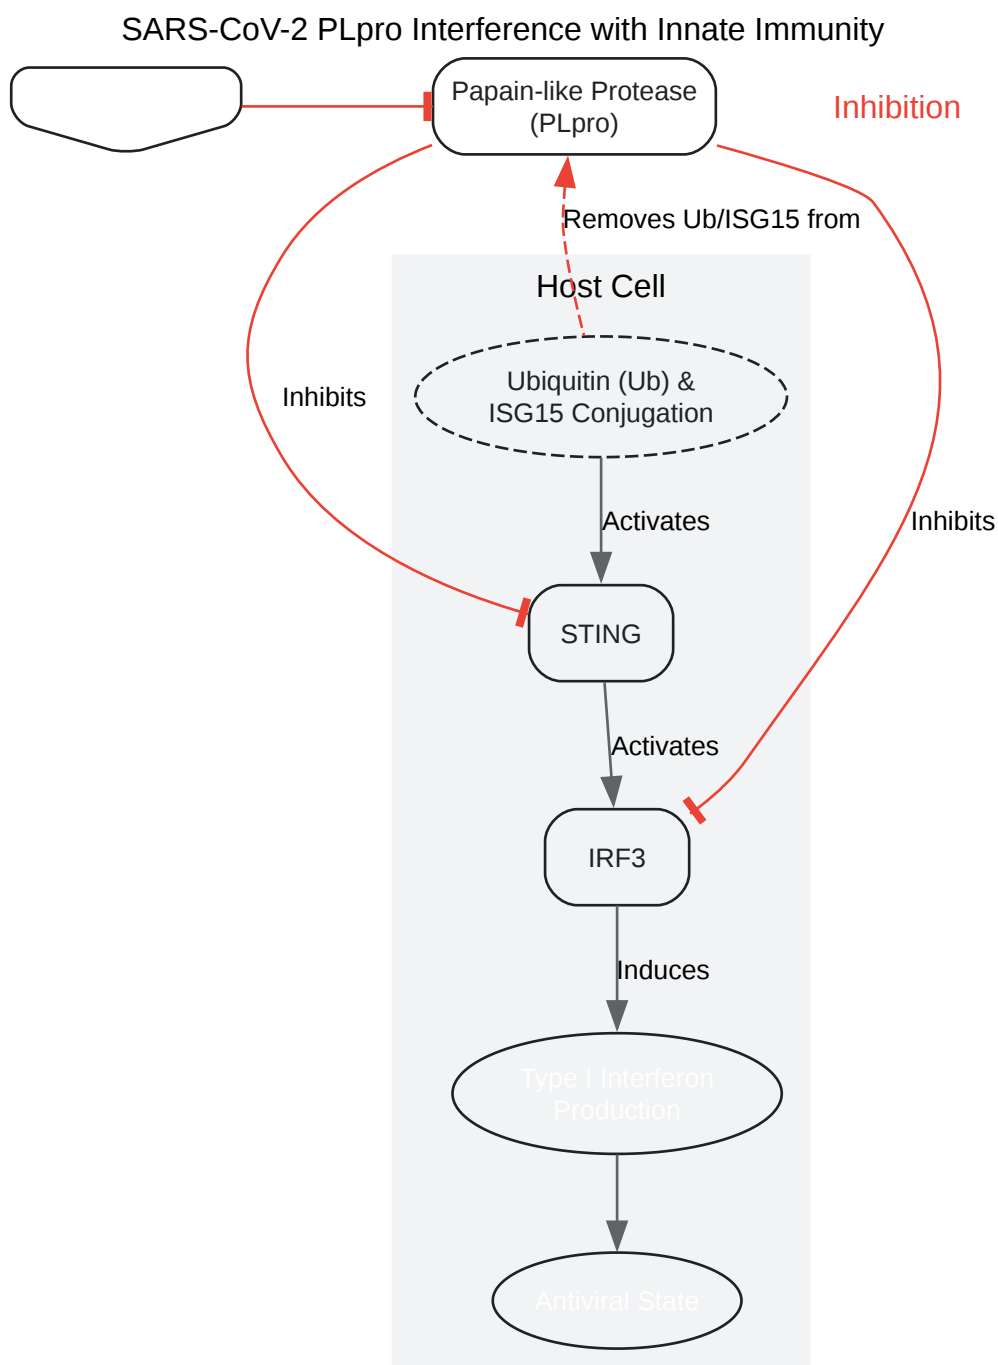 SARS-CoV-2 PLpro Interference with Innate Immunity
Papain-like Protease
(PLpro)
Inhibition
Removes Ub/ISG15 from
Host Cell
Ubiquitin (Ub) &
ISG15 Conjugation
Inhibits
Activates
Inhibits
STING
Activates
IRF3
Induces
Type I Interferon
Production
Antiviral State